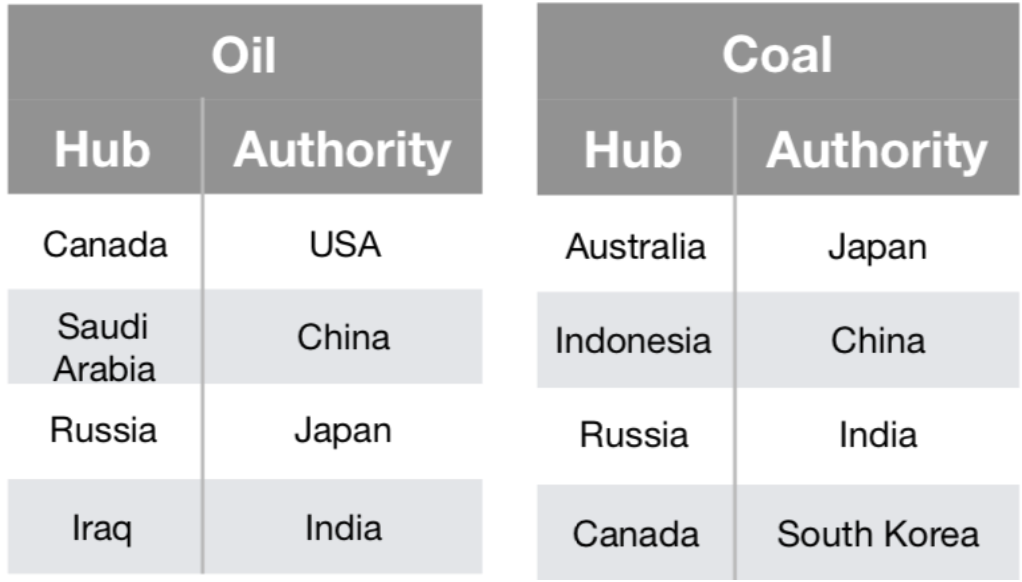 Oil
Hub Authority
Canada USA
Saudi
Arabia China
Russia Japan
Iraq India
Coal
Hub Authority
Australia Japan
Indonesia China
Russia India
Canada South Korea